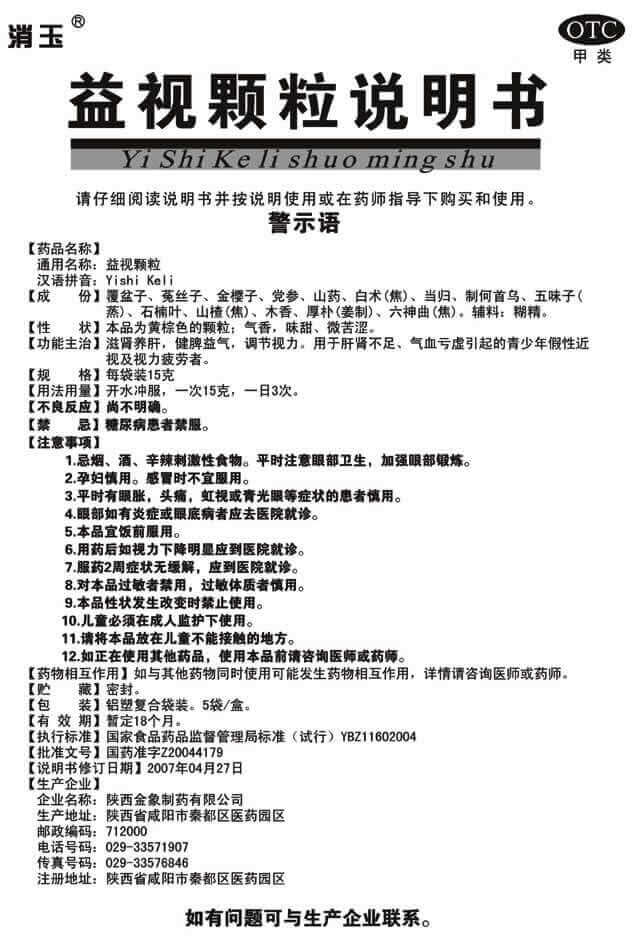 消玉®
OTC
甲类
益视颗粒说明书
Yi Shi Ke li shuo ming shu
请仔细阅读说明书并按说明使用或在药师指导下购买和使用。
警示语
【药品名称】
通用名称：益视颗粒
汉语拼音：Yishi Keli
【成　　份】覆盆子、菟丝子、金樱子、党参、山药、白术(焦)、当归、制何首乌、五味子(
蒸)、石楠叶、山楂(焦)、木香、厚朴(姜制)、六神曲(焦)。辅料：糊精。
【性　　状】本品为黄棕色的颗粒；气香，味甜、微苦涩。
【功能主治】滋肾养肝，健脾益气，调节视力。用于肝肾不足、气血亏虚引起的青少年假性近
视及视力疲劳者。
【规　　格】每袋装15克
【用法用量】开水冲服，一次15克，一日3次。
【不良反应】尚不明确。
【禁　　忌】糖尿病患者禁服。
【注意事项】
1.忌烟、酒、辛辣刺激性食物。平时注意眼部卫生，加强眼部锻炼。
2.孕妇慎用。感冒时不宜服用。
3.平时有眼胀，头痛，虹视或青光眼等症状的患者慎用。
4.眼部如有炎症或眼底病者应去医院就诊。
5.本品宜饭前服用。
6.用药后如视力下降明显应到医院就诊。
7.服药2周症状无缓解，应到医院就诊。
8.对本品过敏者禁用，过敏体质者慎用。
9.本品性状发生改变时禁止使用。
10.儿童必须在成人监护下使用。
11.请将本品放在儿童不能接触的地方。
12.如正在使用其他药品，使用本品前请咨询医师或药师。
【药物相互作用】如与其他药物同时使用可能发生药物相互作用，详情请咨询医师或药师。
【贮　　藏】密封。
【包　　装】铝塑复合袋装。5袋/盒。
【有 效 期】暂定18个月。
【执行标准】国家食品药品监督管理局标准（试行）YBZ11602004
【批准文号】国药准字Z20044179
【说明书修订日期】2007年04月27日
【生产企业】
企业名称：陕西金象制药有限公司
生产地址：陕西省咸阳市秦都区医药园区
邮政编码：712000
电话号码：029-33571907
传真号码：029-33576846
注册地址：陕西省咸阳市秦都区医药园区
如有问题可与生产企业联系。